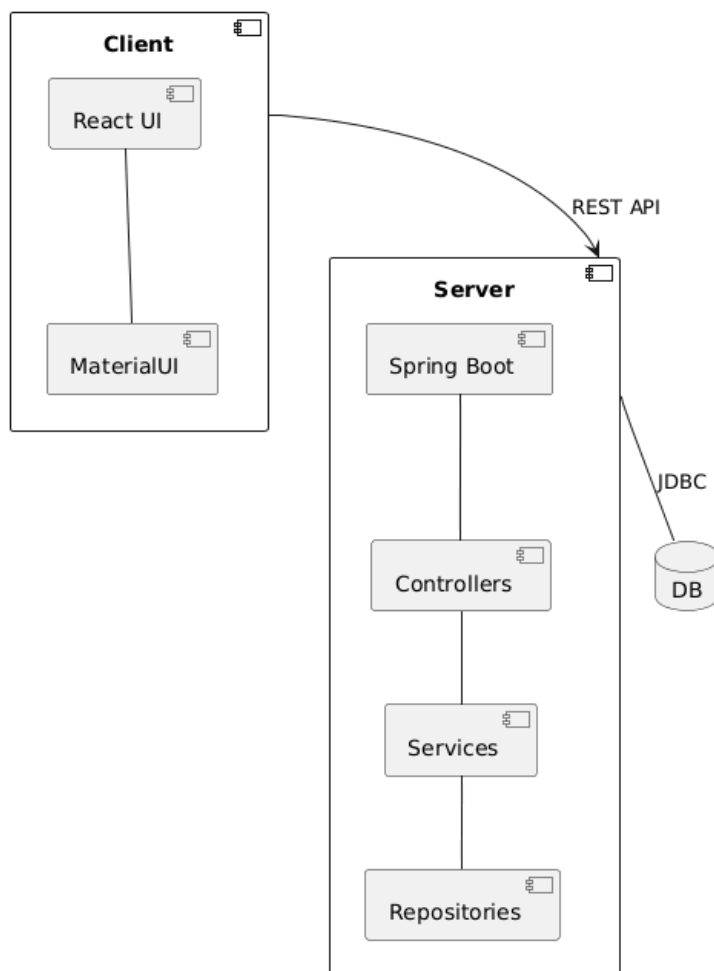 Client
React UI
MaterialUI
REST API
Server
Spring Boot
JDBC
Controllers
DB
Services
Repositories